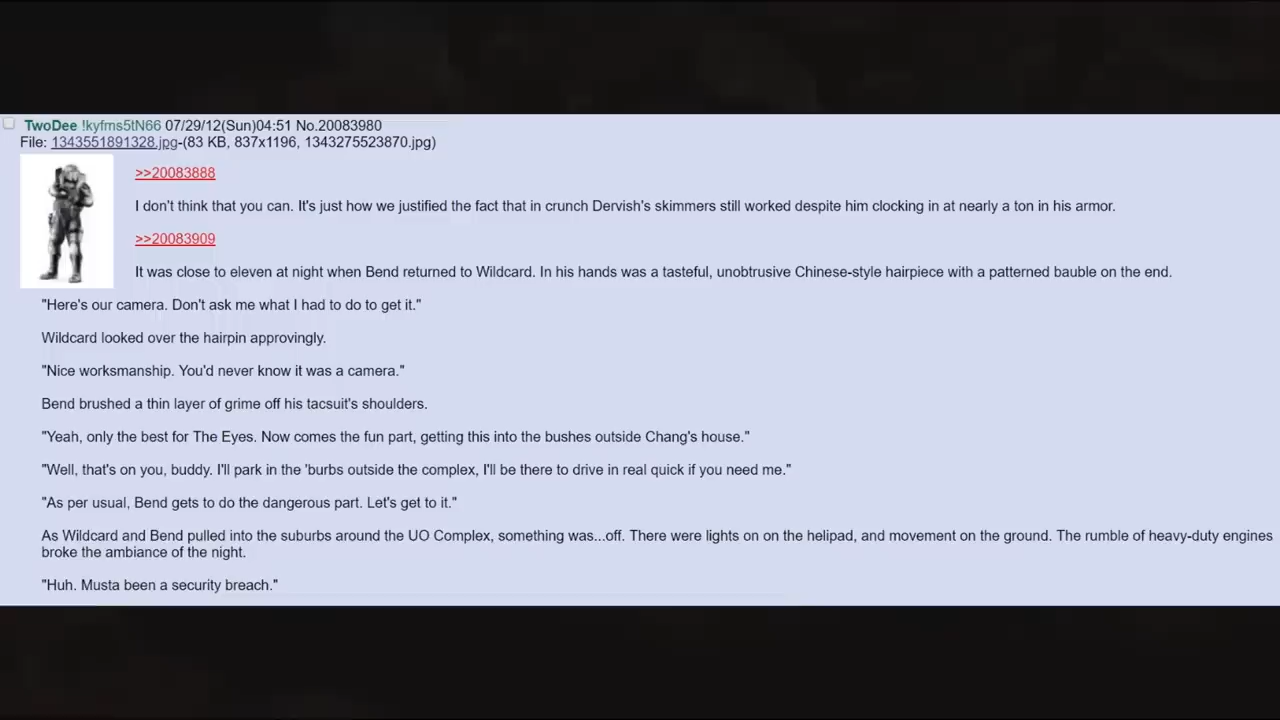 TwoDee !kyfms5tN66 07/29/12(Sun)04:51 No.20083980
File: 1343551891328.jpg-(83 KB, 837x1196, 1343275523870.jpg)
>>20083888
I don't think that you can. It's just how we justified the fact that in crunch Dervish's skimmers still worked despite him clocking in at nearly a ton in his armor.
>>20083909
It was close to eleven at night when Bend returned to Wildcard. In his hands was a tasteful, unobtrusive Chinese-style hairpiece with a patterned bauble on the end.
"Here's our camera. Don't ask me what I had to do to get it."
Wildcard looked over the hairpin approvingly.
"Nice worksmanship. You'd never know it was a camera."
Bend brushed a thin layer of grime off his tacsuit's shoulders.
"Yeah, only the best for The Eyes. Now comes the fun part, getting this into the bushes outside Chang's house."
"Well, that's on you, buddy. I'll park in the 'burbs outside the complex, I'll be there to drive in real quick if you need me."
"As per usual, Bend gets to do the dangerous part. Let's get to it."
As Wildcard and Bend pulled into the suburbs around the UO Complex, something was...off. There were lights on on the helipad, and movement on the ground. The rumble of heavy-duty engines
broke the ambiance of the night.
"Huh. Musta been a security breach."